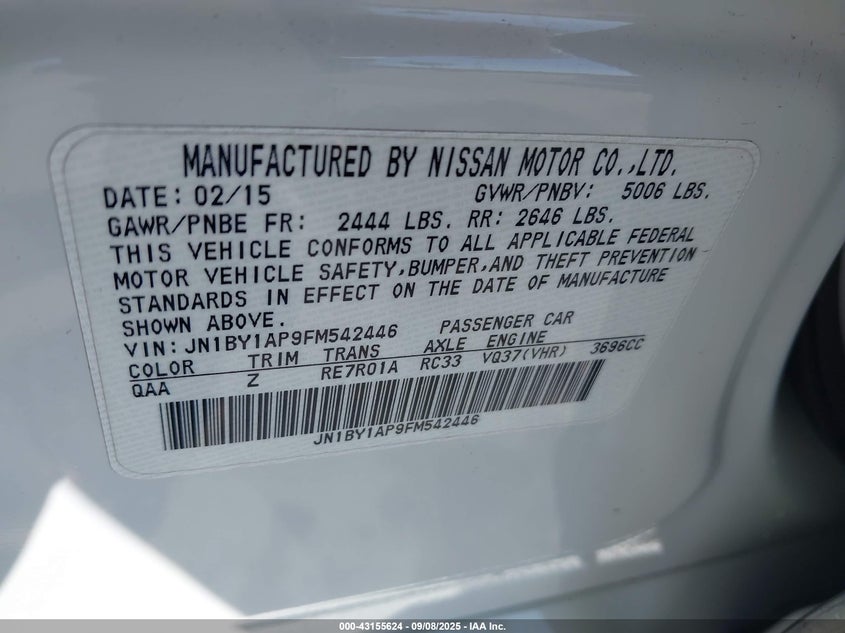 MANUFACTURED BY NISSAN MOTOR CO.,LTD.
DATE: 02/15 GVWR/PNBV: 5006 LBS.
GAWR/PNBE FR: 2444 LBS. RR: 2646 LBS.
THIS VEHICLE CONFORMS TO ALL APPLICABLE FEDERAL
MOTOR VEHICLE SAFETY,BUMPER,AND THEFT PREVENTION
STANDARDS IN EFFECT ON THE DATE OF MANUFACTURE
SHOWN ABOVE.
VIN:JN1BY1AP9FM542446 PASSENGER CAR
COLOR TRIM TRANS AXLE ENGINE
QAA Z RE7R01A RC33 VQ37(VHR) 3696CC
JN1BY1AP9FM542446
000-43155624 - 09/08/2025 - IAA Inc.